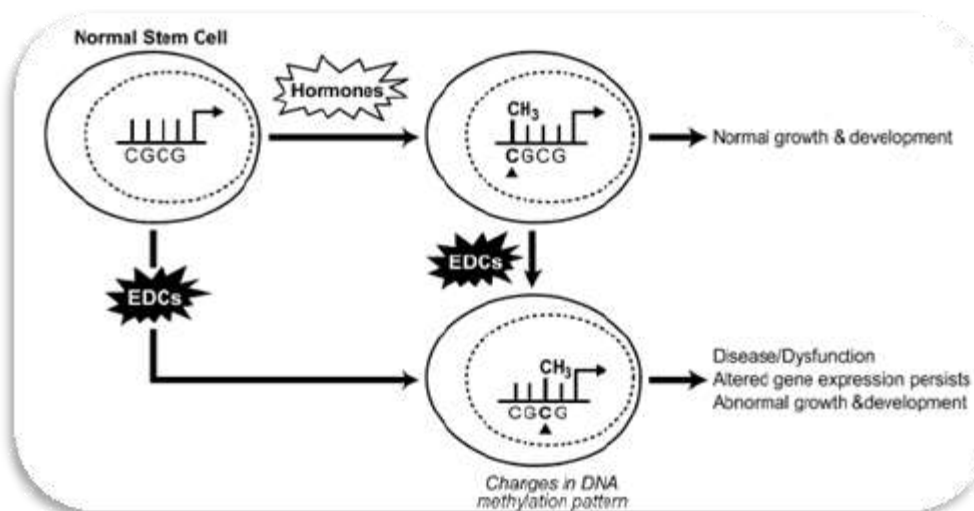 Normal Stem Cell
Hormones
CGCG
CH3
CGCG
Normal growth & development
EDCs
EDCs
CH3
CGCG
Disease/Dysfunction
Altered gene expression persists
Abnormal growth &development
Changes in DNA
methylation pattern